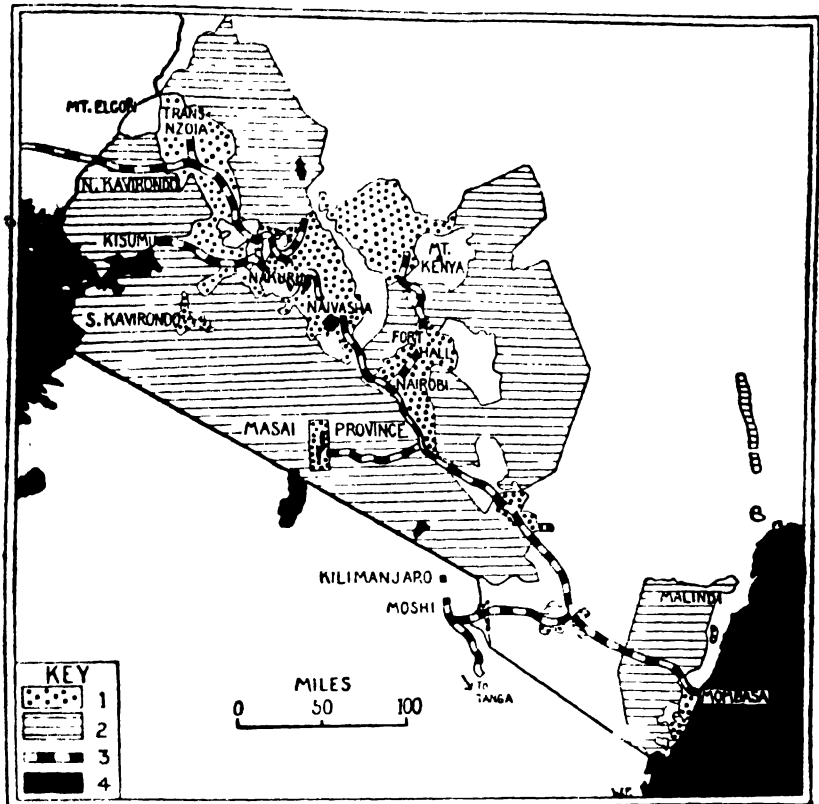 MT. ELGON
TRANS-
NZOIA
N. KAVIRONDO
KISUMU
MT.
KENYA
NAKURU
NAIVASHA
S. KAVIRONDO
FORT
HALL
NAIROBI
MASAI PROVINCE
KILIMANJARO
MOSHI
MALINDI
To
TANGA
MOMBASA
KEY
1
2
3
4
MILES
0 50 100